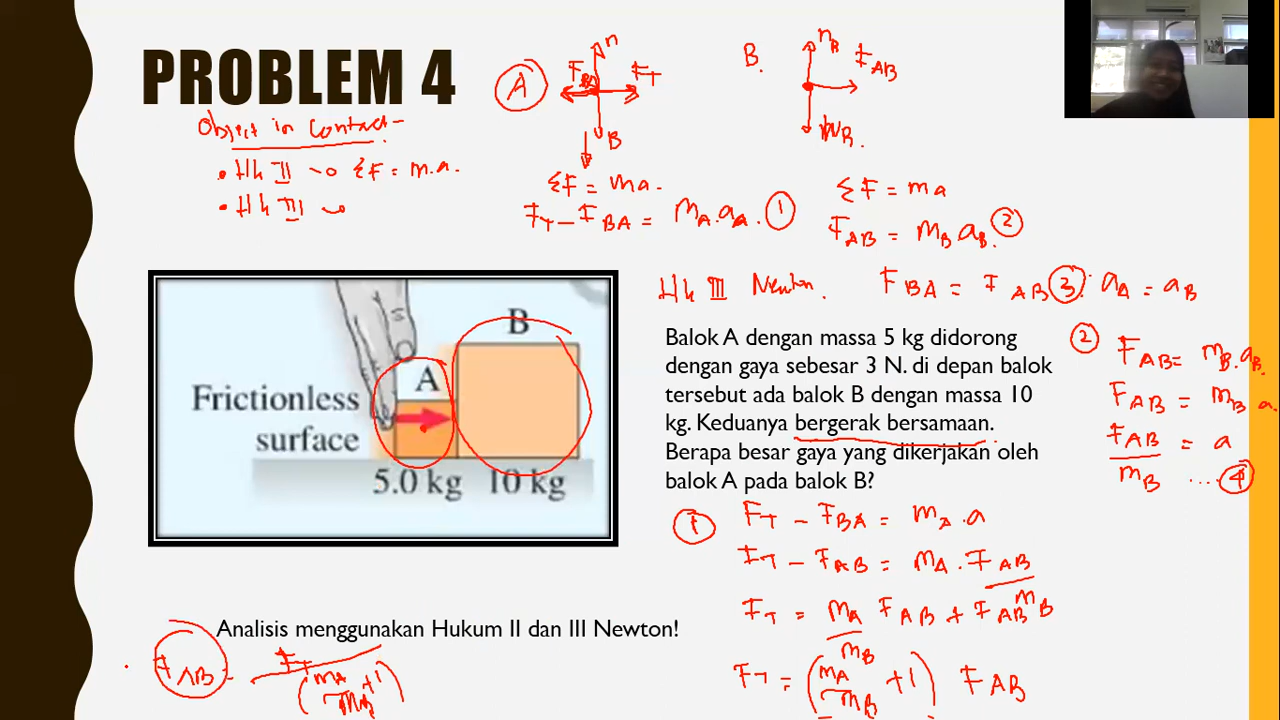 PROBLEM 4
Object in Contact
• Hk II → ΣF = m.a.
• Hk III →
A
n
F_BA
F_T
B
ΣF = ma.
F_T - F_BA = m_A.a_A. ①
B.
n_B
F_AB
W_B.
ΣF = ma
F_AB = m_B a_B. ②
Hk III Newton. F_BA = F_AB ③ a_A = a_B
B
A
Frictionless
surface
5.0 kg 10 kg
Balok A dengan massa 5 kg didorong
dengan gaya sebesar 3 N. di depan balok
tersebut ada balok B dengan massa 10
kg. Keduanya bergerak bersamaan.
Berapa besar gaya yang dikerjakan oleh
balok A pada balok B?
② F_AB = m_B.a_B.
F_AB = m_B a.
F_AB/m_B = a ... ④
① F_T - F_BA = m_A.a
F_T - F_AB = m_A. F_AB/m_B
F_T = m_A/m_B F_AB + F_AB
F_T = (m_A/m_B + 1) F_AB
Analisis menggunakan Hukum II dan III Newton!
F_AB = F_T/(m_A/m_B + 1)